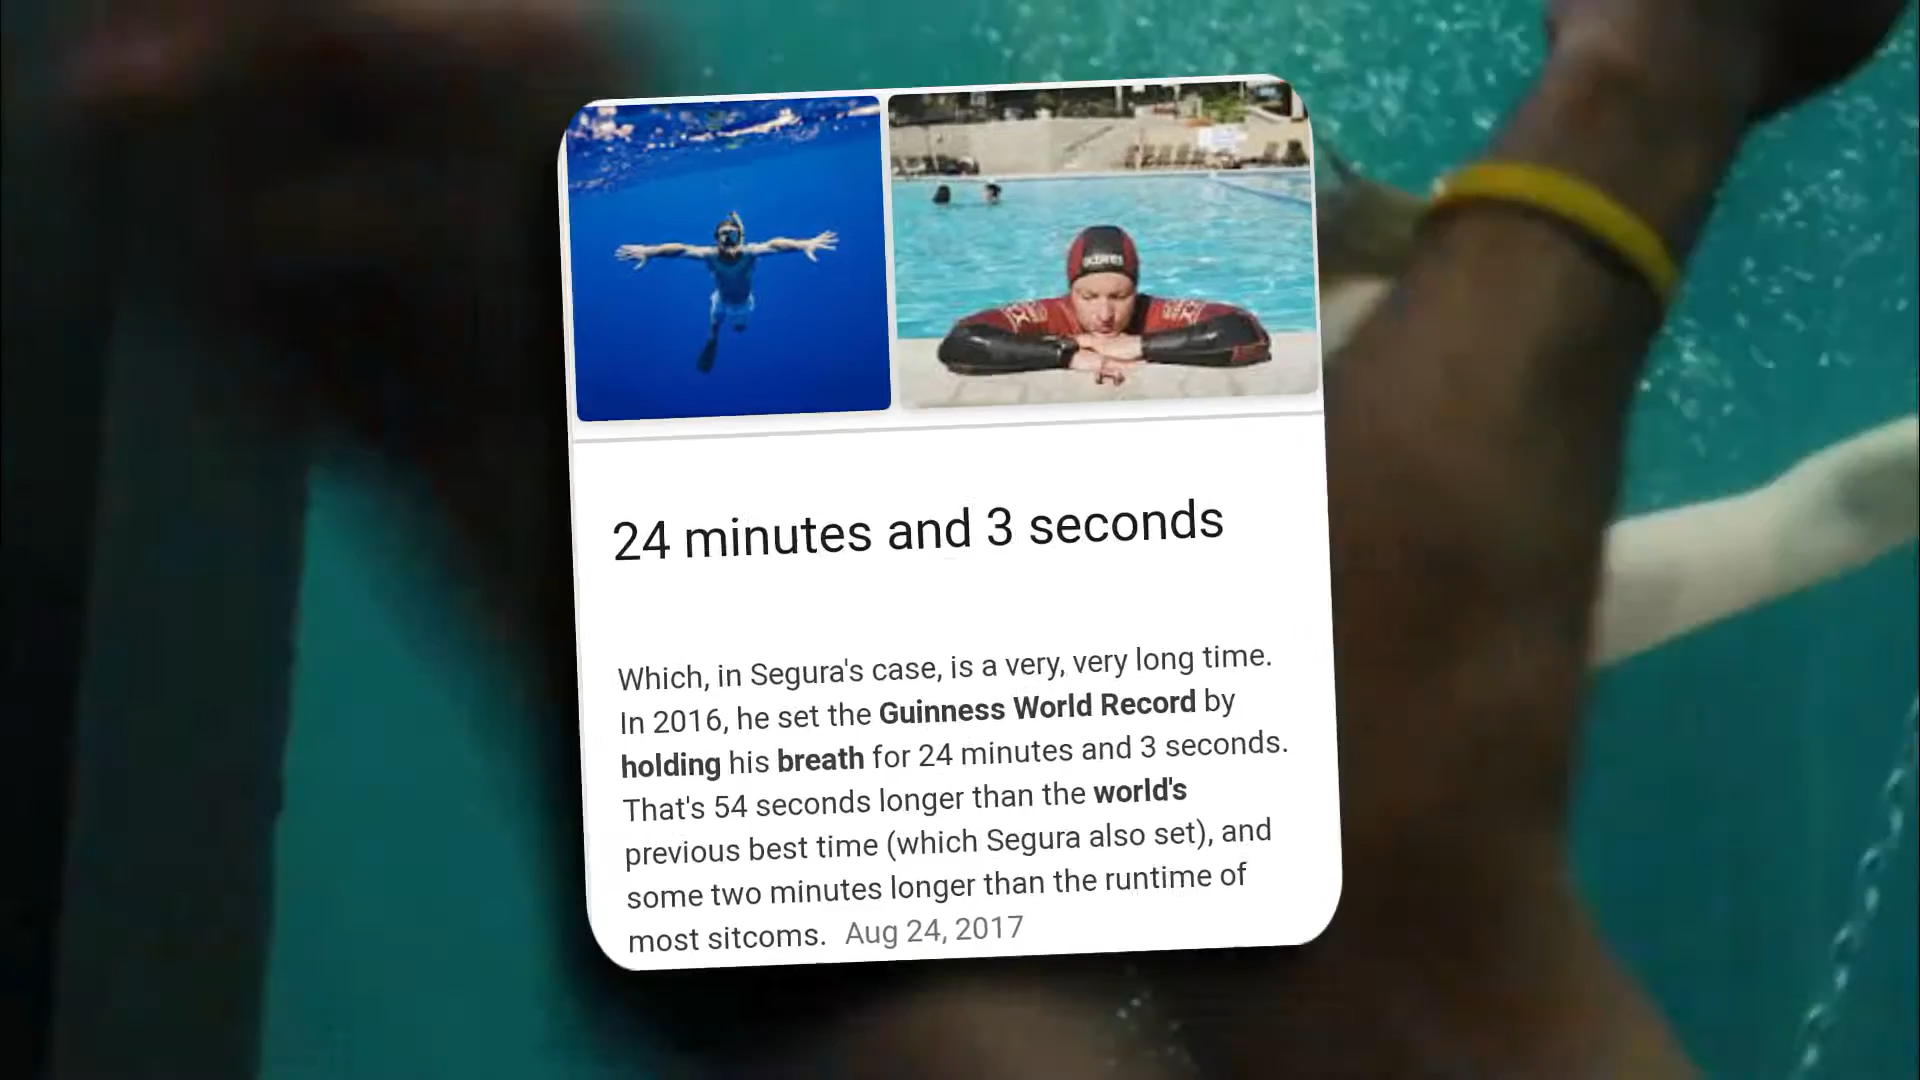 24 minutes and 3 seconds
Which, in Segura's case, is a very, very long time.
In 2016, he set the Guinness World Record by
holding his breath for 24 minutes and 3 seconds.
That's 54 seconds longer than the world's
previous best time (which Segura also set), and
some two minutes longer than the runtime of
most sitcoms. Aug 24, 2017